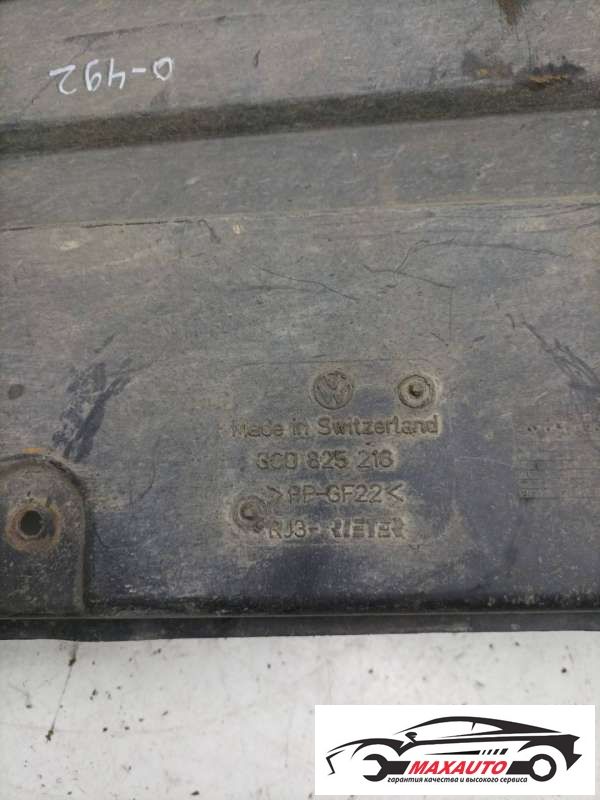 0-492
Made in Switzerland
3C0 825 216
>PP-GF22<
RJ3-RIETER
MAXAUTO
гарантия качества и высокого сервиса